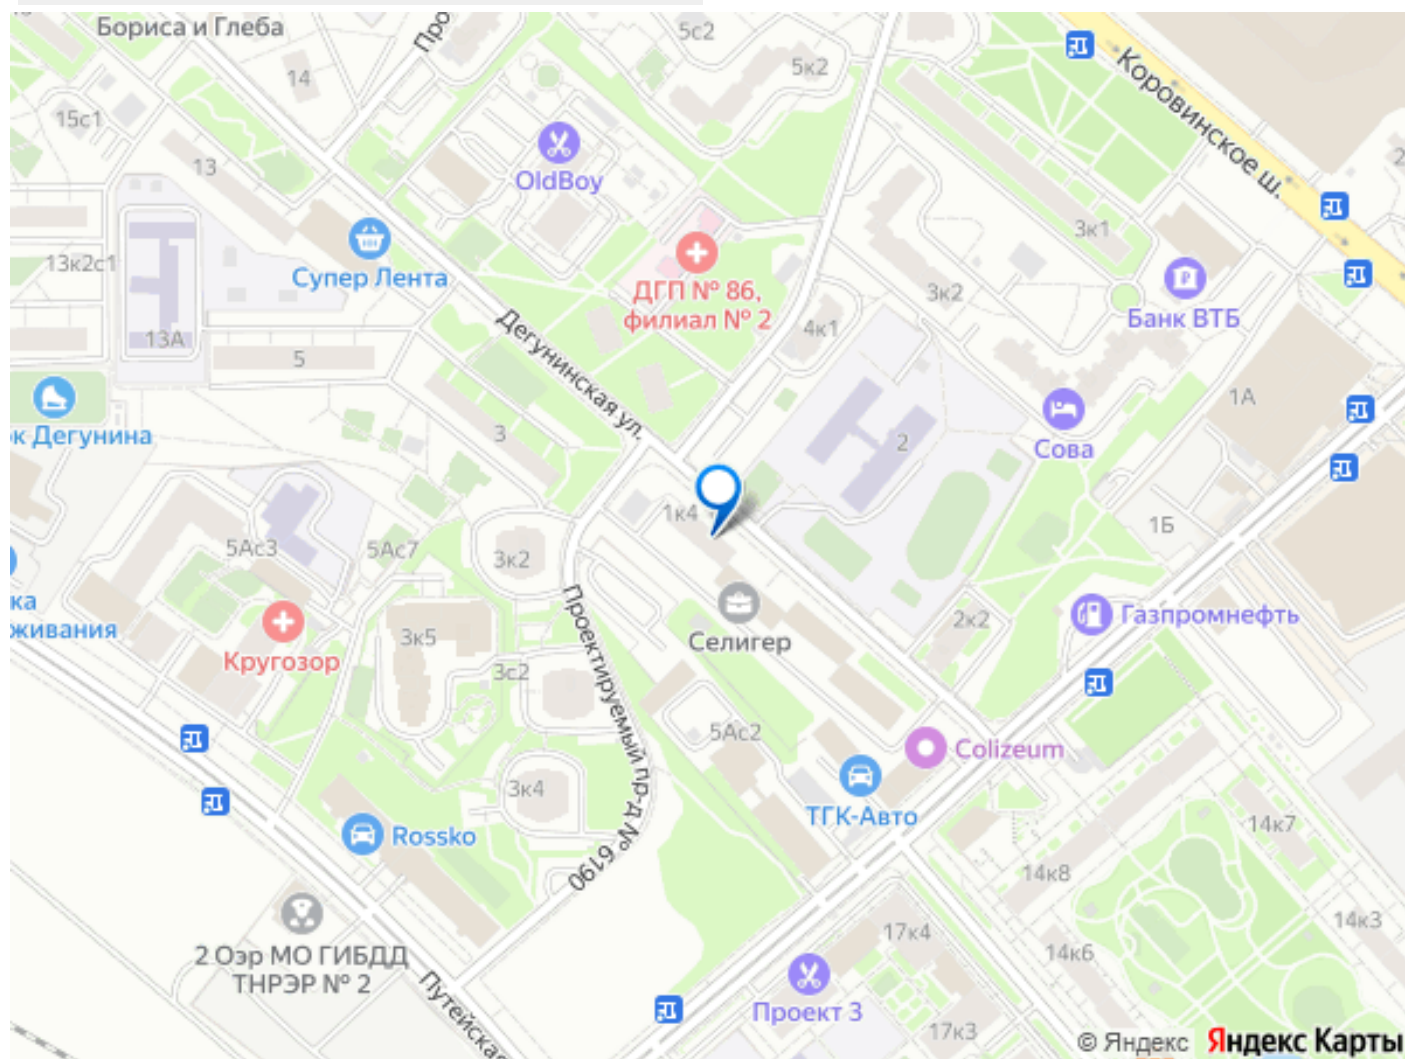 Бориса и Глеба
Про
5с2
5к2
14
15с1
13
OldBoy
Коровинское ш.
2
3к1
13к2с1
Супер Лента
ДГП № 86,
филиал № 2
3к2
Банк ВТБ
4к1
13А
5
Дегунинская ул.
1А
к Дегунина
3
2
Сова
1к4
1Б
5Ас3
5Ас7
3к2
ка
живания
Проектируемый пр-д № 6190
Газпромнефть
2к2
3к5
Селигер
Кругозор
3с2
5Ас2
Colizeum
3к4
ТГК-Авто
14к7
Rossko
14к8
14к3
17к4
14к6
2 Оэр МО ГИБДД
ТНРЭР № 2
Путейская
Проект 3
17к3
© Яндекс Яндекс Карты